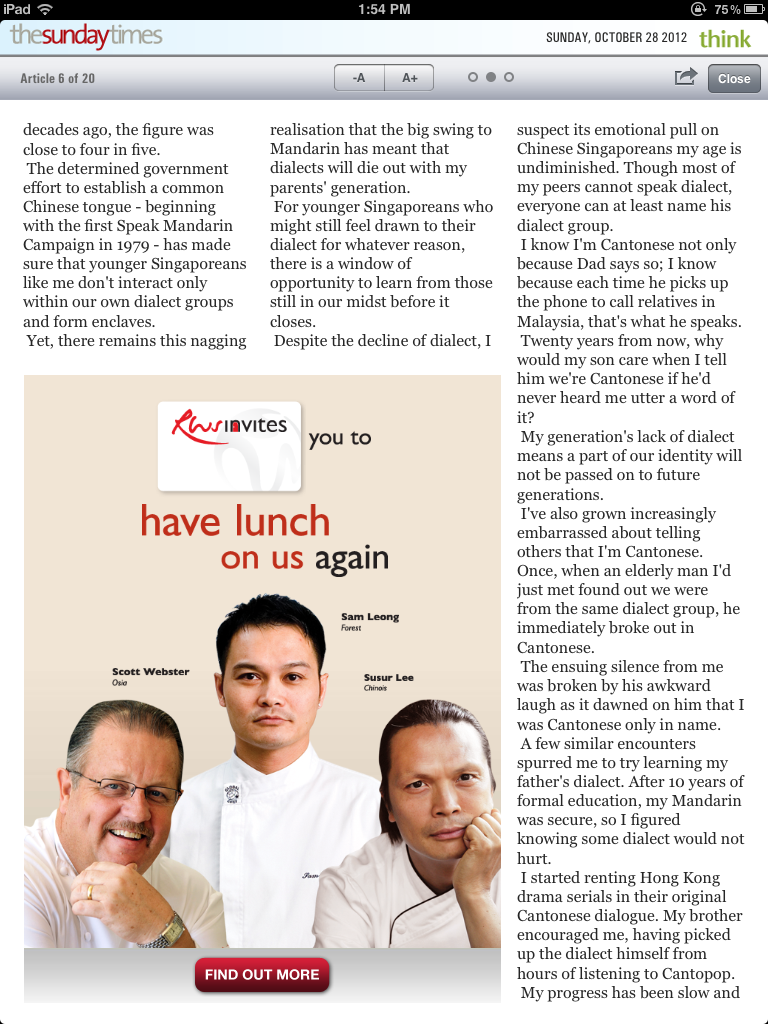 iPad
1:54 PM
75%
thesundaytimes
SUNDAY, OCTOBER 28 2012
think
Article 6 of 20
-A
A+
Close
decades ago, the figure was
close to four in five.
The determined government
effort to establish a common
Chinese tongue - beginning
with the first Speak Mandarin
Campaign in 1979 - has made
sure that younger Singaporeans
like me don't interact only
within our own dialect groups
and form enclaves.
Yet, there remains this nagging
realisation that the big swing to
Mandarin has meant that
dialects will die out with my
parents' generation.
For younger Singaporeans who
might still feel drawn to their
dialect for whatever reason,
there is a window of
opportunity to learn from those
still in our midst before it
closes.
Despite the decline of dialect, I
suspect its emotional pull on
Chinese Singaporeans my age is
undiminished. Though most of
my peers cannot speak dialect,
everyone can at least name his
dialect group.
I know I'm Cantonese not only
because Dad says so; I know
because each time he picks up
the phone to call relatives in
Malaysia, that's what he speaks.
Twenty years from now, why
would my son care when I tell
him we're Cantonese if he'd
never heard me utter a word of
it?
My generation's lack of dialect
means a part of our identity will
not be passed on to future
generations.
I've also grown increasingly
embarrassed about telling
others that I'm Cantonese.
Once, when an elderly man I'd
just met found out we were
from the same dialect group, he
immediately broke out in
Cantonese.
The ensuing silence from me
was broken by his awkward
laugh as it dawned on him that I
was Cantonese only in name.
A few similar encounters
spurred me to try learning my
father's dialect. After 10 years of
formal education, my Mandarin
was secure, so I figured
knowing some dialect would not
hurt.
I started renting Hong Kong
drama serials in their original
Cantonese dialogue. My brother
encouraged me, having picked
up the dialect himself from
hours of listening to Cantopop.
My progress has been slow and
Rws invites
you to
have lunch
on us again
Sam Leong
Forest
Scott Webster
Osia
Susur Lee
Chinois
FIND OUT MORE